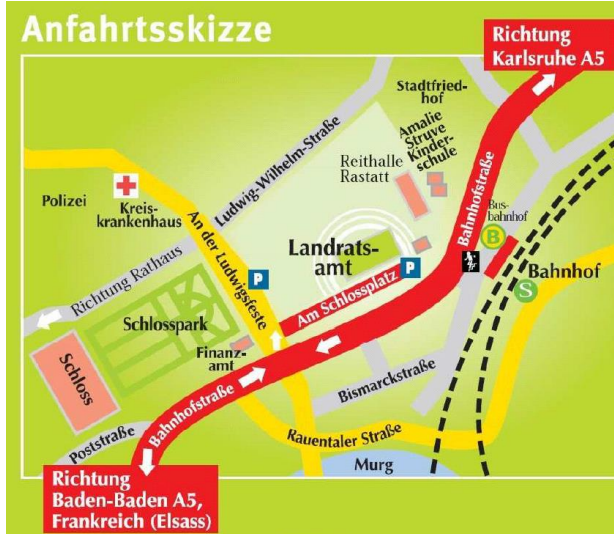 Anfahrtsskizze
Richtung
Karlsruhe A5
Stadtfried-
hof
Amalie
Struve
Kinder-
schule
Reithalle
Rastatt
Ludwig-Wilhelm-Straße
Bahnhofstraße
Bus-
bahnhof
B
Bahnhof
S
Polizei
Kreis-
krankenhaus
An der Ludwigsfeste
P
Landrats-
amt
P
Am Schlossplatz
Richtung Rathaus
Schlosspark
Schloss
Finanz-
amt
Bahnhofstraße
Bismarckstraße
Poststraße
Rauentaler Straße
Murg
Richtung
Baden-Baden A5,
Frankreich (Elsass)